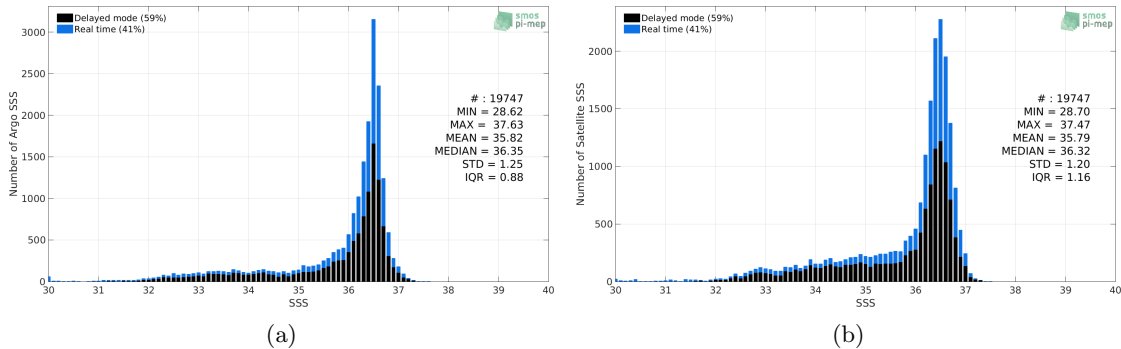 Delayed mode (59%)
Real time (41%)
smos
pi-mep
3000
2500
2000
1500
1000
500
0
Number of Argo SSS
# : 19747
MIN = 28.62
MAX = 37.63
MEAN = 35.82
MEDIAN = 36.35
STD = 1.25
IQR = 0.88
30 31 32 33 34 35 36 37 38 39 40
SSS
(a)
Delayed mode (59%)
Real time (41%)
smos
pi-mep
2000
1500
1000
500
0
Number of Satellite SSS
# : 19747
MIN = 28.70
MAX = 37.47
MEAN = 35.79
MEDIAN = 36.32
STD = 1.20
IQR = 1.16
30 31 32 33 34 35 36 37 38 39 40
SSS
(b)